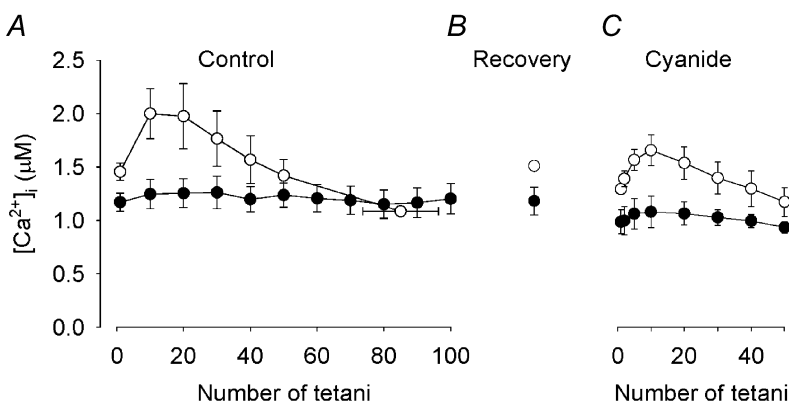 A
B
C
Control
Recovery
Cyanide
2.5
2.0
1.5
1.0
0.5
0.0
[Ca2+]i (µM)
0 20 40 60 80 100
0 20 40
Number of tetani
Number of tetani